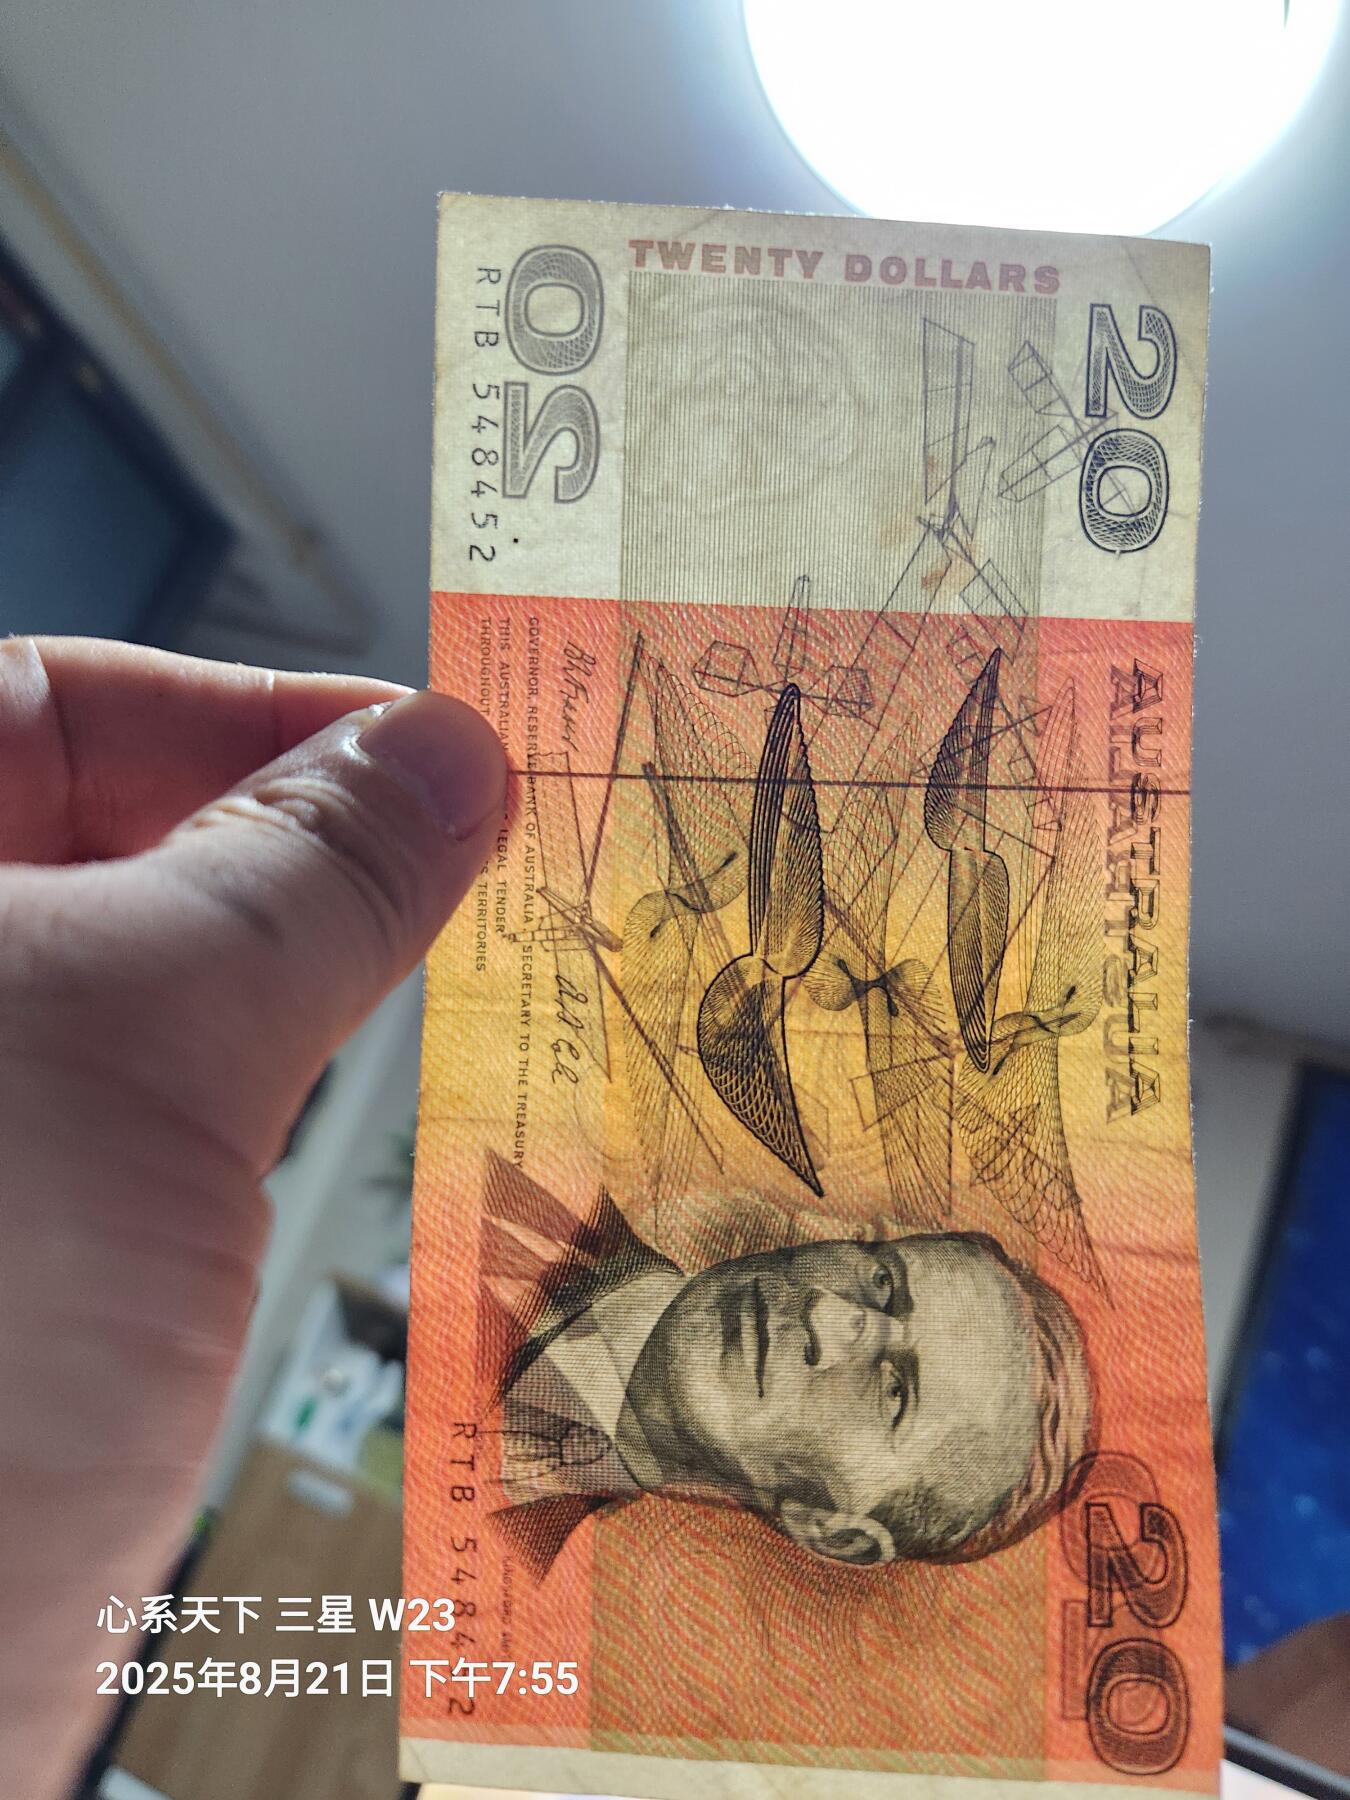 TWENTY DOLLARS
20
20
RTB 548452
AUSTRALIA
GOVERNOR, RESERVE BANK OF AUSTRALIA. SECRETARY TO THE TREASURY
THIS AUSTRALIAN LEGAL TENDER
THROUGHOUT TERRITORIES
20
RTB 548452
心系天下 三星 W23
2025年8月21日 下午7:55